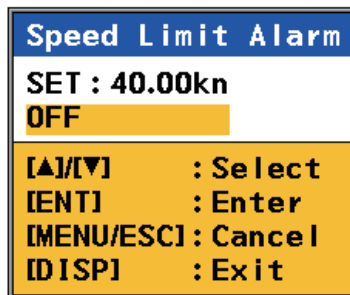 Speed Limit Alarm
SET : 40.00kn
OFF
[▲]/[▼] : Select
[ENT] : Enter
[MENU/ESC] : Cancel
[DISP] : Exit